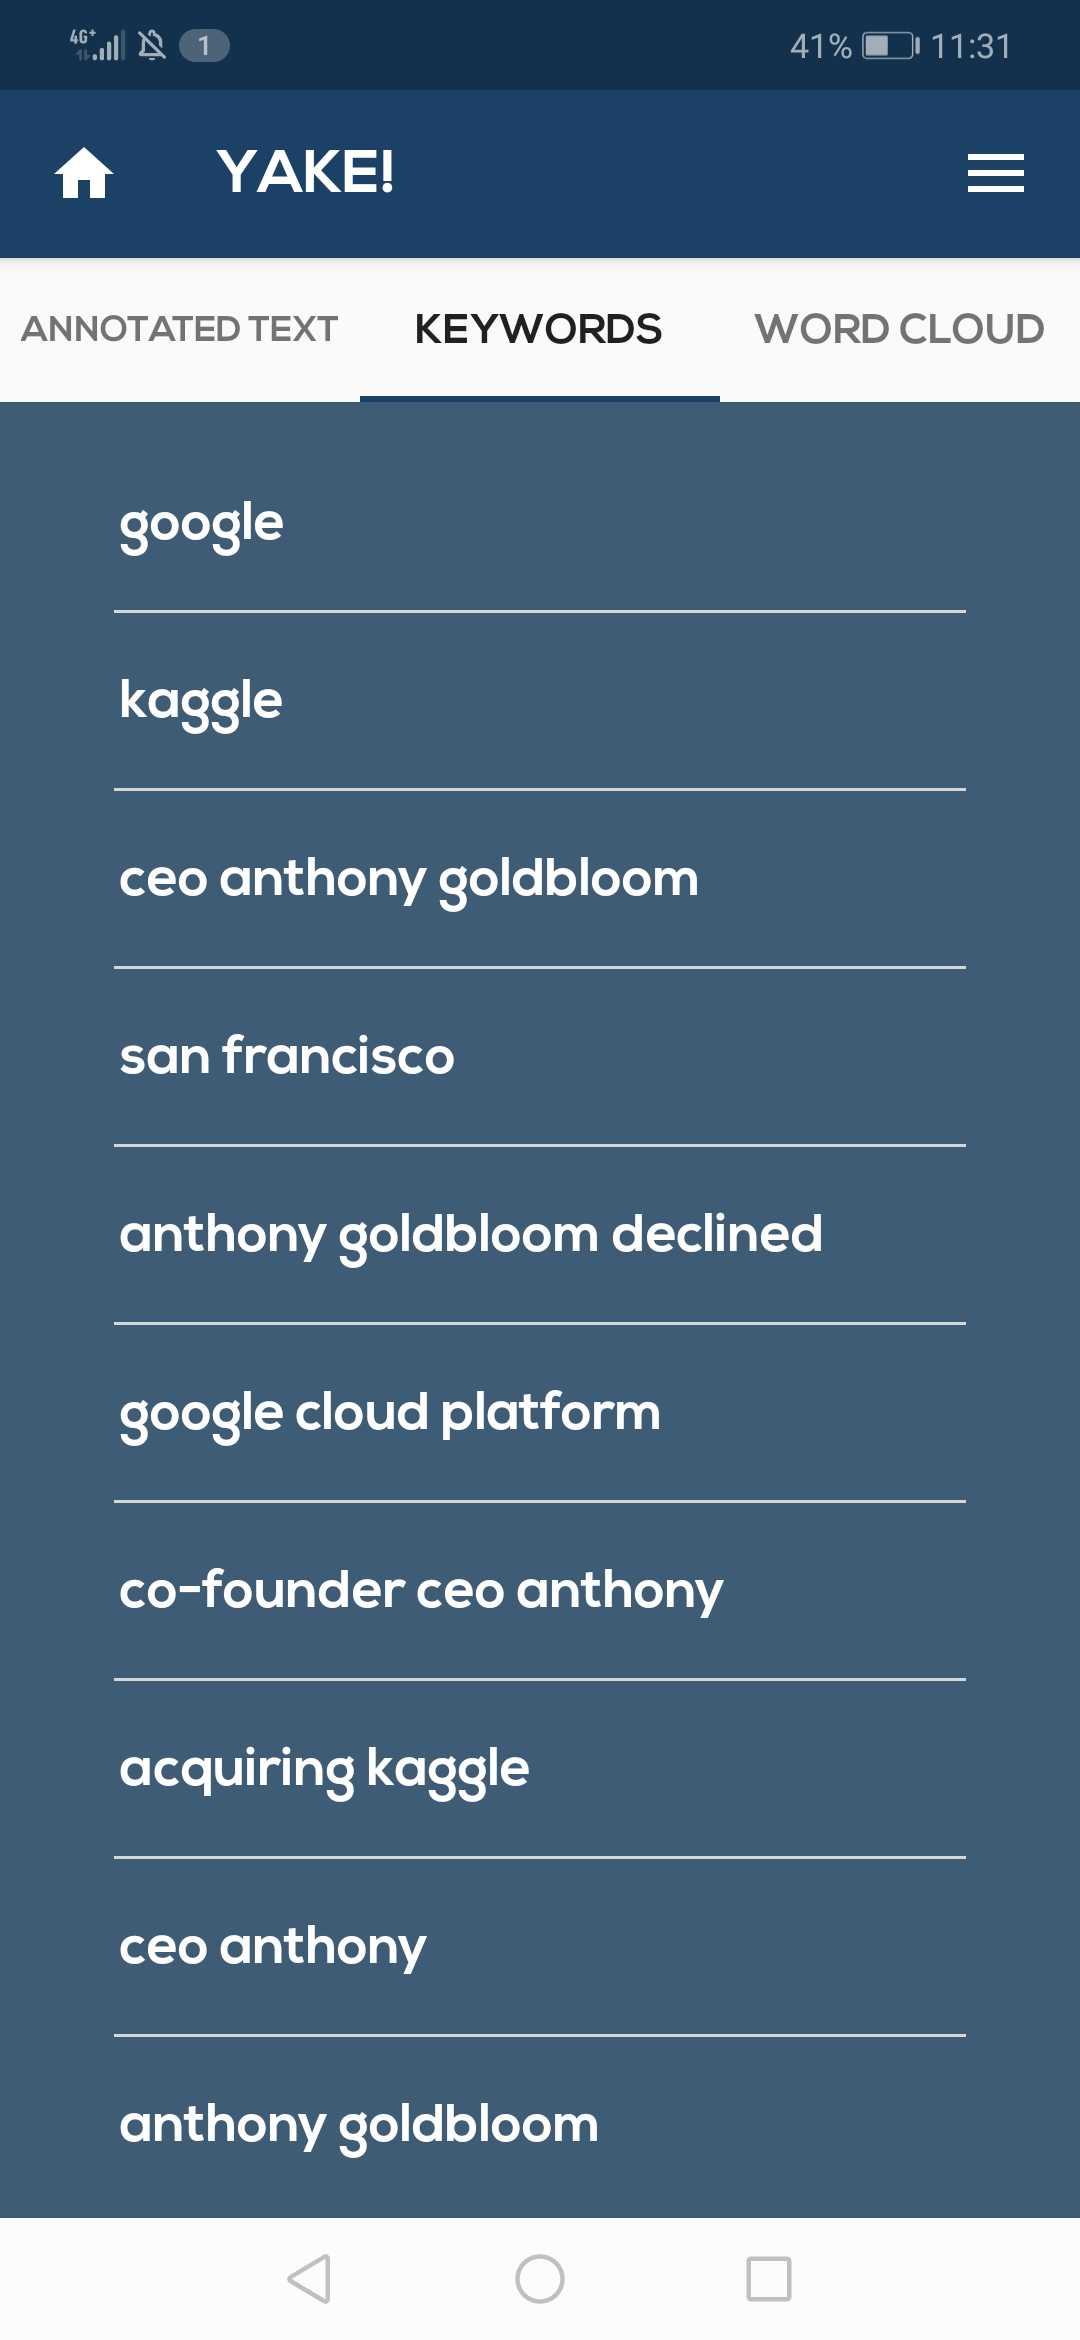 4G+ 1 41% 11:31
YAKE!
ANNOTATED TEXT KEYWORDS WORD CLOUD
google
kaggle
ceo anthony goldbloom
san francisco
anthony goldbloom declined
google cloud platform
co-founder ceo anthony
acquiring kaggle
ceo anthony
anthony goldbloom